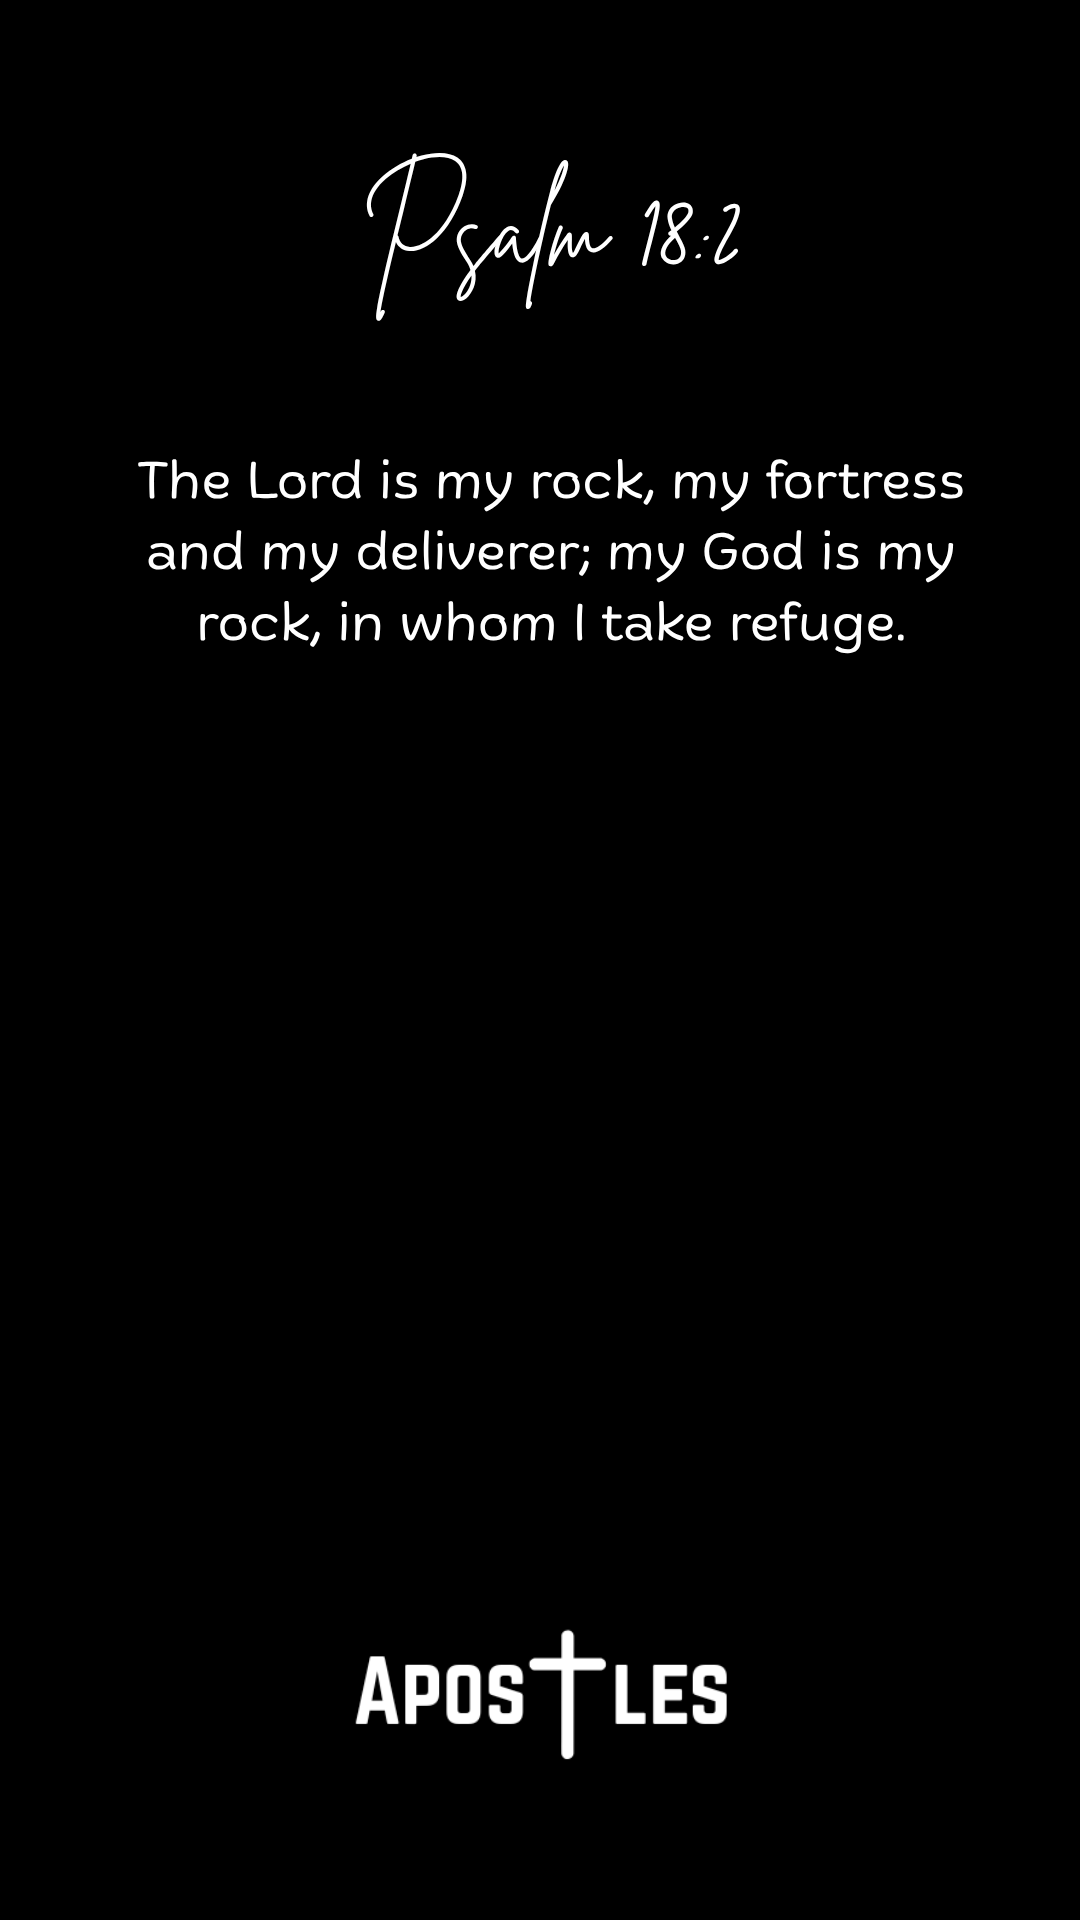 Psalm 18:2
The Lord is my rock, my fortress
and my deliverer; my God is my
rock, in whom I take refuge.
APOSTLES